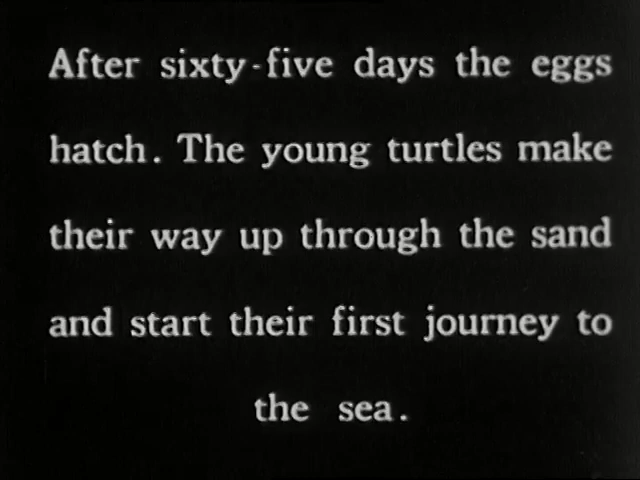 After sixty-five days the eggs
hatch. The young turtles make
their way up through the sand
and start their first journey to
the sea.